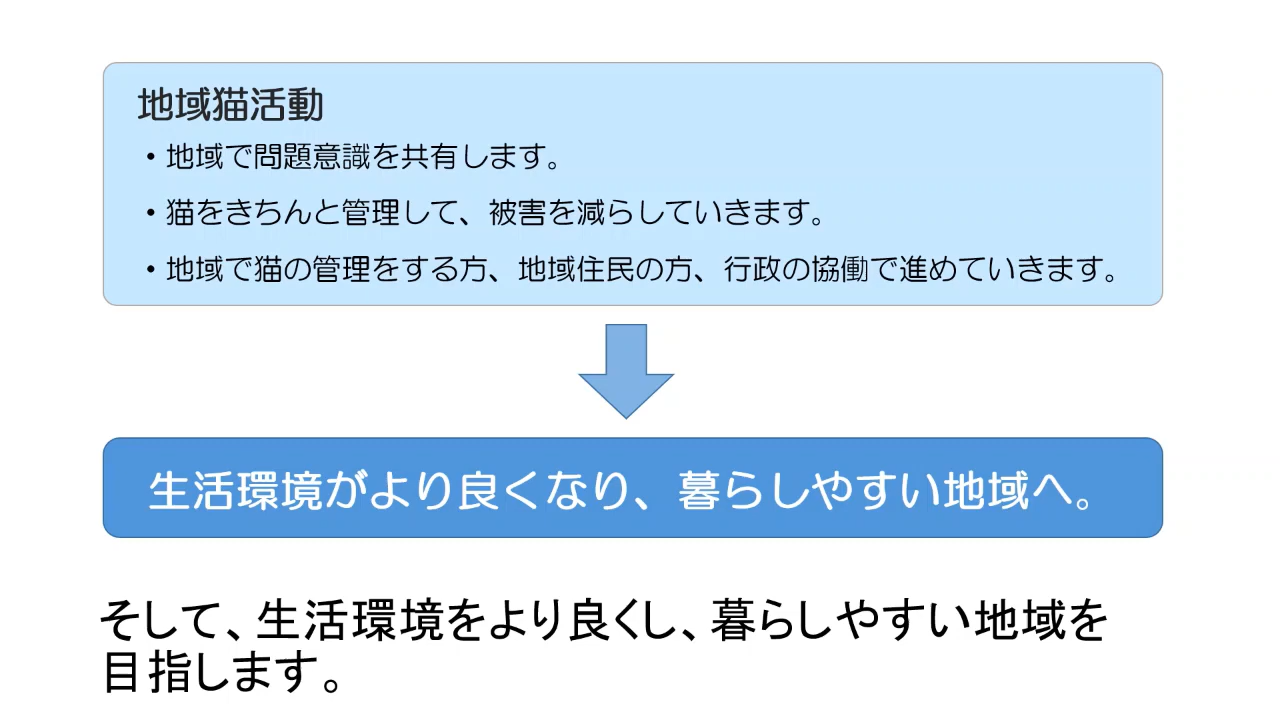 地域猫活動
・地域で問題意識を共有します。
・猫をきちんと管理して、被害を減らしていきます。
・地域で猫の管理をする方、地域住民の方、行政の協働で進めていきます。
生活環境がより良くなり、暮らしやすい地域へ。
そして、生活環境をより良くし、暮らしやすい地域を
目指します。